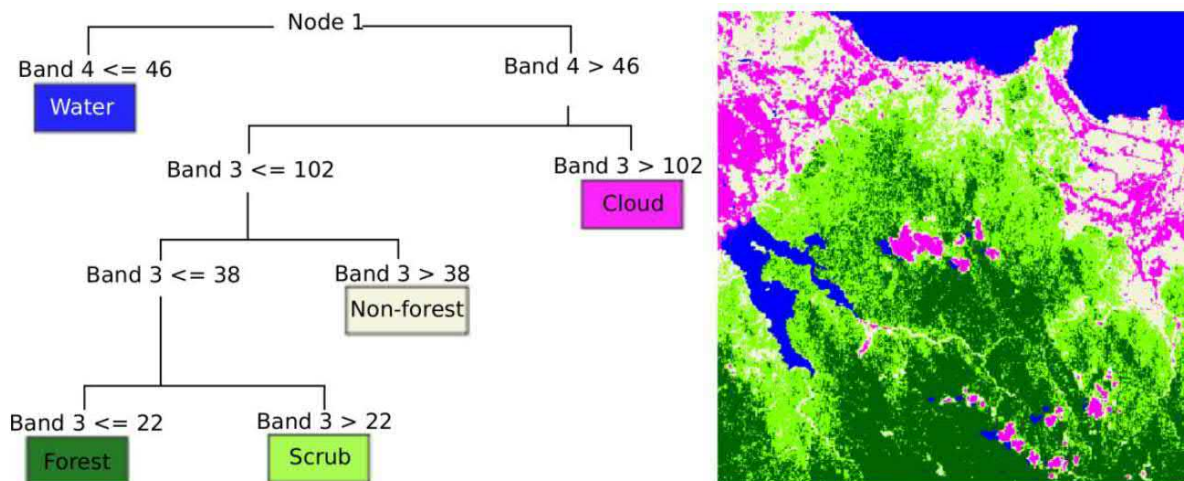 Node 1
Band 4 <= 46
Band 4 > 46
Water
Band 3 <= 102
Band 3 > 102
Cloud
Band 3 <= 38
Band 3 > 38
Non-forest
Band 3 <= 22
Band 3 > 22
Forest
Scrub